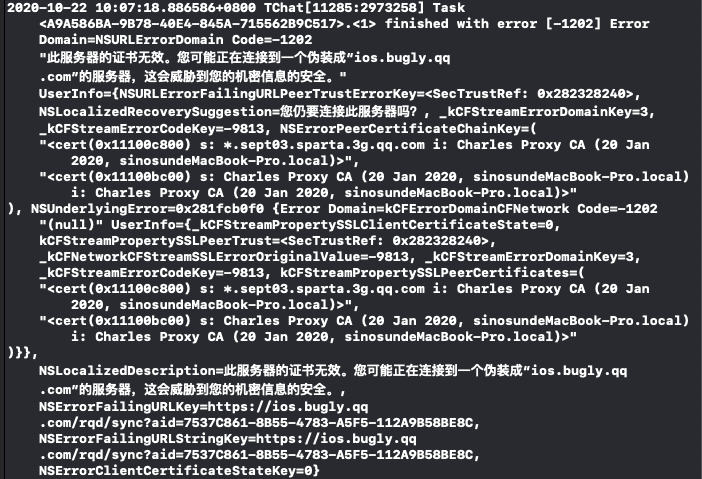 2020-10-22 10:07:18.886586+0800 TChat[11285:2973258] Task
<A9A586BA-9B78-40E4-845A-715562B9C517>.<1> finished with error [-1202] Error
Domain=NSURLErrorDomain Code=-1202
"此服务器的证书无效。您可能正在连接到一个伪装成“ios.bugly.qq
.com”的服务器，这会威胁到您的机密信息的安全。"
UserInfo={NSURLErrorFailingURLPeerTrustErrorKey=<SecTrustRef: 0x282328240>,
NSLocalizedRecoverySuggestion=您仍要连接此服务器吗？, _kCFStreamErrorDomainKey=3,
_kCFStreamErrorCodeKey=-9813, NSErrorPeerCertificateChainKey=(
"<cert(0x11100c800) s: *.sept03.sparta.3g.qq.com i: Charles Proxy CA (20 Jan
2020, sinosundeMacBook-Pro.local)>",
"<cert(0x11100bc00) s: Charles Proxy CA (20 Jan 2020, sinosundeMacBook-Pro.local)
i: Charles Proxy CA (20 Jan 2020, sinosundeMacBook-Pro.local)>"
), NSUnderlyingError=0x281fcb0f0 {Error Domain=kCFErrorDomainCFNetwork Code=-1202
"(null)" UserInfo={_kCFStreamPropertySSLClientCertificateState=0,
kCFStreamPropertySSLPeerTrust=<SecTrustRef: 0x282328240>,
_kCFNetworkCFStreamSSLErrorOriginalValue=-9813, _kCFStreamErrorDomainKey=3,
_kCFStreamErrorCodeKey=-9813, kCFStreamPropertySSLPeerCertificates=(
"<cert(0x11100c800) s: *.sept03.sparta.3g.qq.com i: Charles Proxy CA (20 Jan
2020, sinosundeMacBook-Pro.local)>",
"<cert(0x11100bc00) s: Charles Proxy CA (20 Jan 2020, sinosundeMacBook-Pro.local)
i: Charles Proxy CA (20 Jan 2020, sinosundeMacBook-Pro.local)>"
)}},
NSLocalizedDescription=此服务器的证书无效。您可能正在连接到一个伪装成“ios.bugly.qq
.com”的服务器，这会威胁到您的机密信息的安全。,
NSErrorFailingURLKey=https://ios.bugly.qq
.com/rqd/sync?aid=7537C861-8B55-4783-A5F5-112A9B58BE8C,
NSErrorFailingURLStringKey=https://ios.bugly.qq
.com/rqd/sync?aid=7537C861-8B55-4783-A5F5-112A9B58BE8C,
NSErrorClientCertificateStateKey=0}